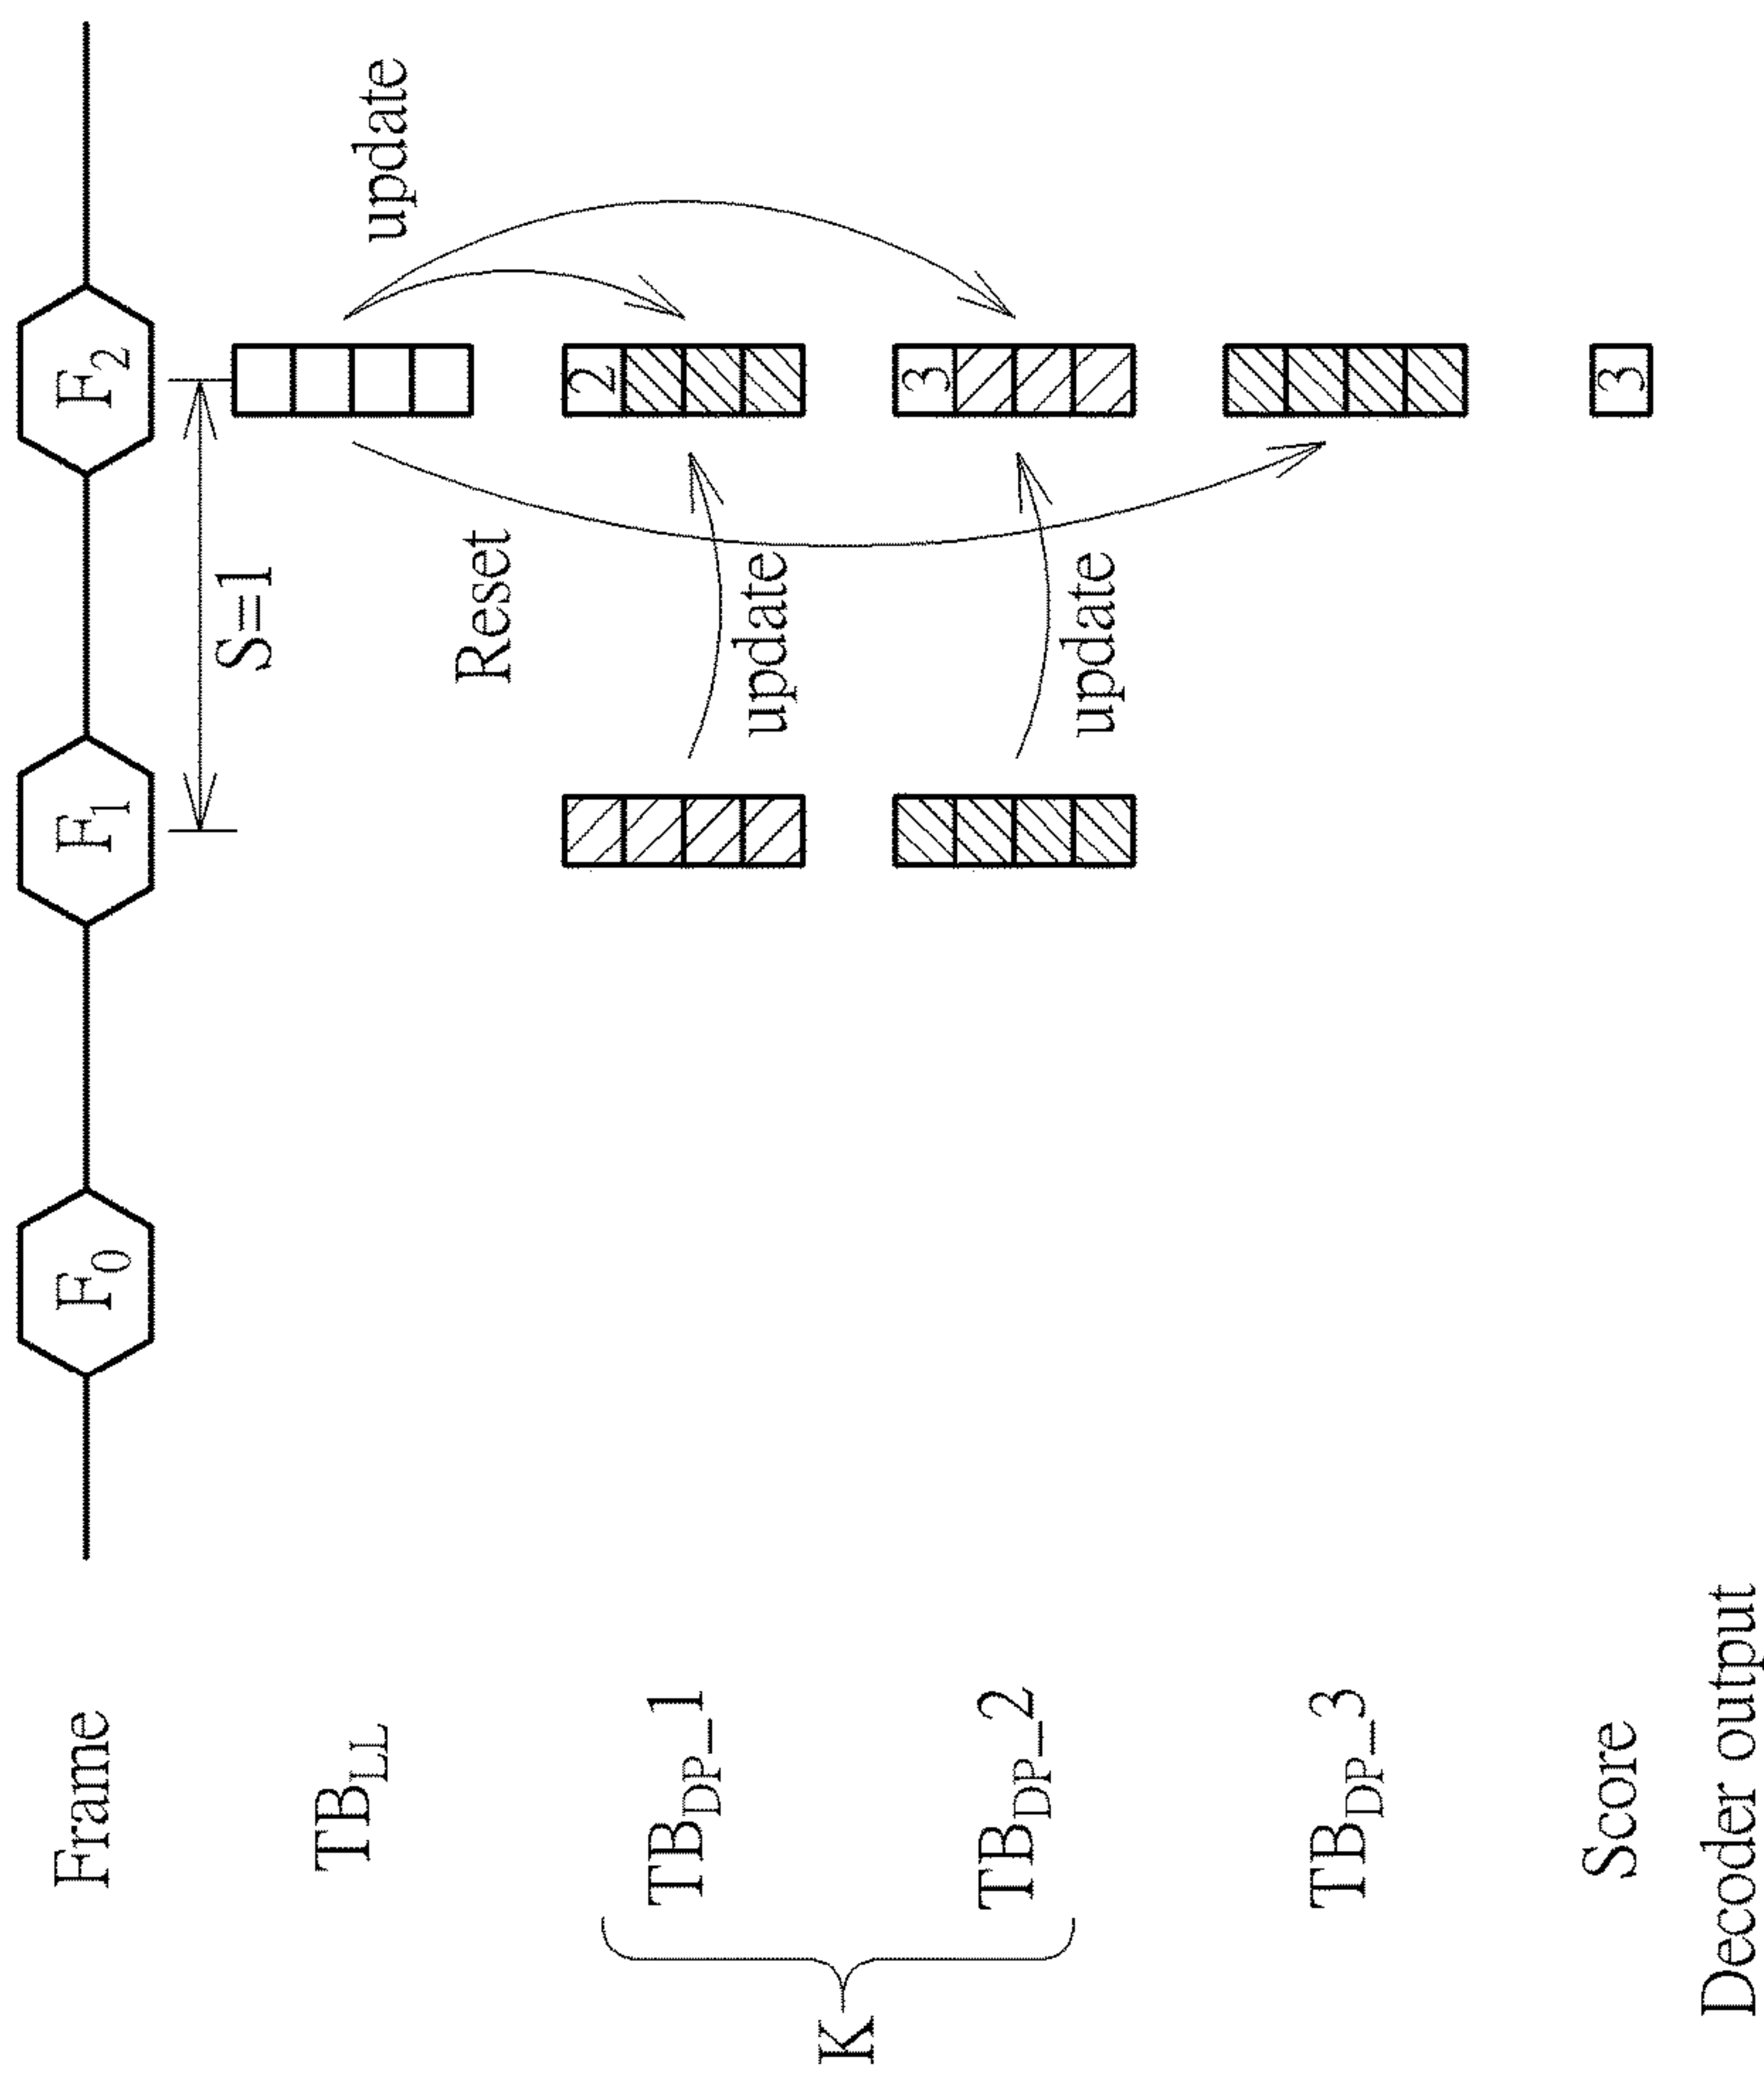 Frame F₀ F₁ F₂
S=1
TB_LL
update
Reset
TB_DP_1 2
update
K
TB_DP_2 3
update
TB_DP_3
Score 3
Decoder output